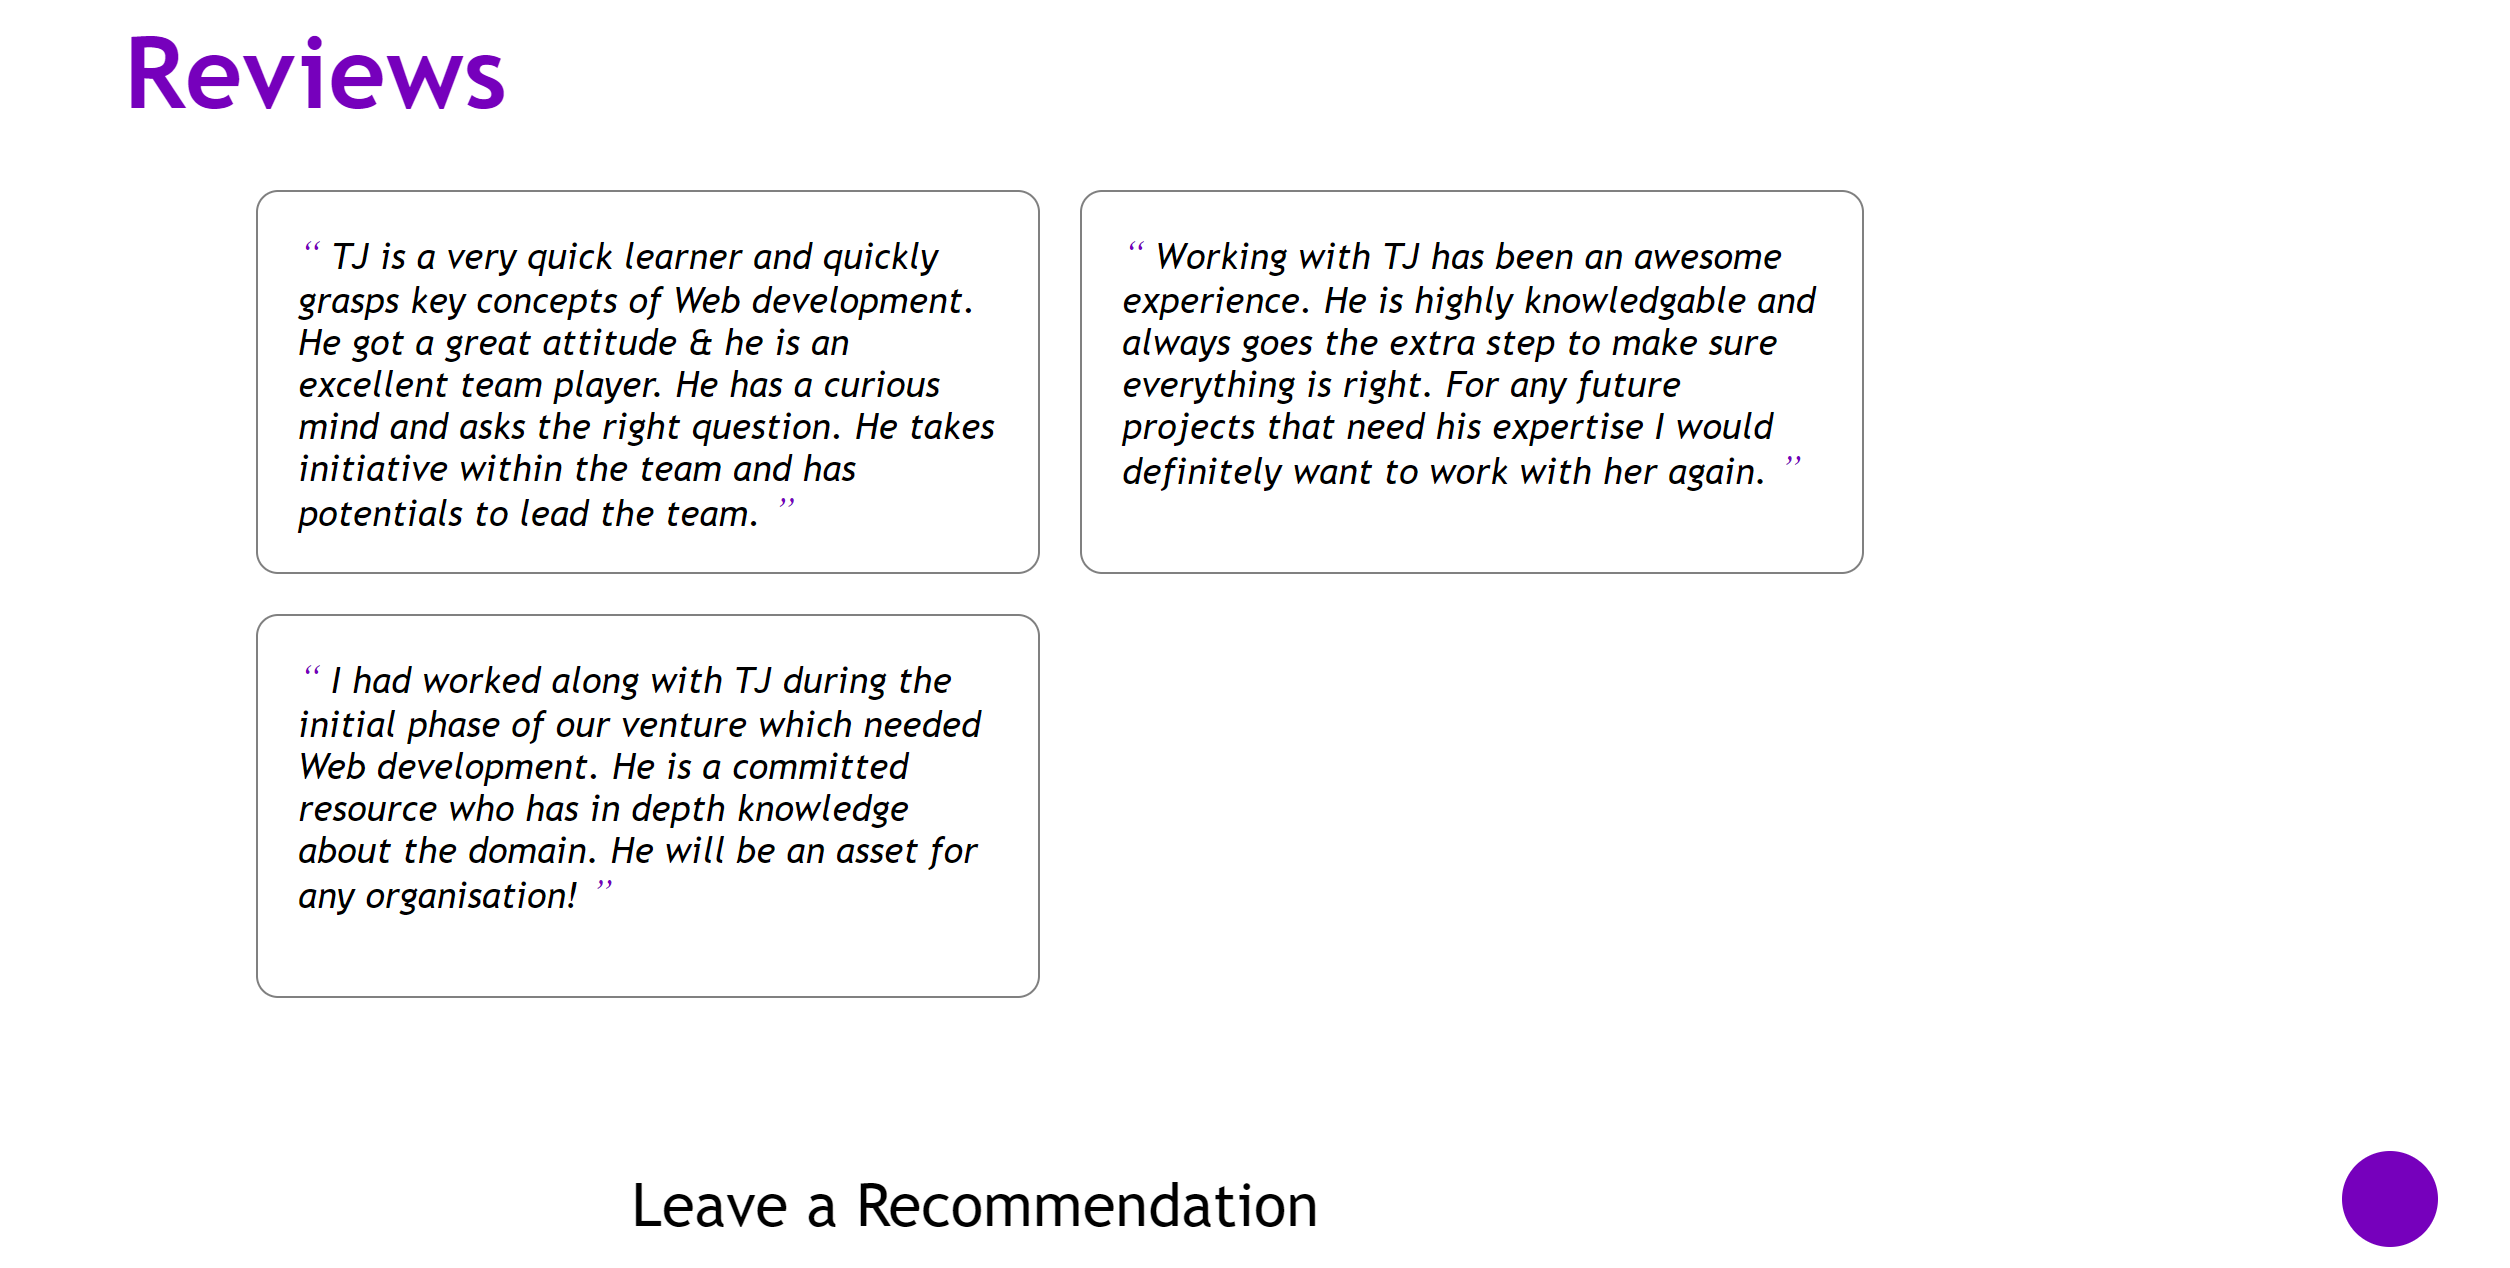 Reviews
“ TJ is a very quick learner and quickly
grasps key concepts of Web development.
He got a great attitude & he is an
excellent team player. He has a curious
mind and asks the right question. He takes
initiative within the team and has
potentials to lead the team. ”
“ Working with TJ has been an awesome
experience. He is highly knowledgable and
always goes the extra step to make sure
everything is right. For any future
projects that need his expertise I would
definitely want to work with her again. ”
“ I had worked along with TJ during the
initial phase of our venture which needed
Web development. He is a committed
resource who has in depth knowledge
about the domain. He will be an asset for
any organisation! ”
Leave a Recommendation